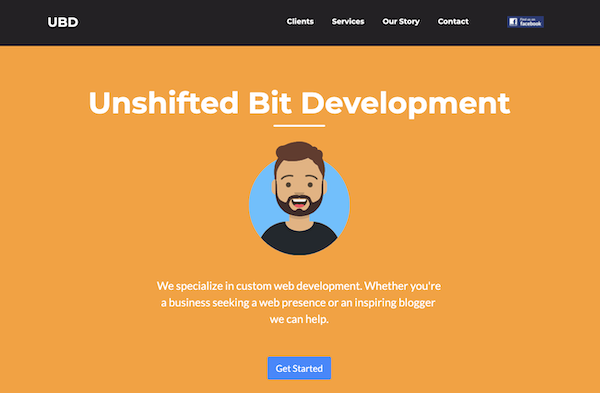 UBD
Clients Services Our Story Contact
Find us on
facebook
Unshifted Bit Development
We specialize in custom web development. Whether you're
a business seeking a web presence or an inspiring blogger
we can help.
Get Started